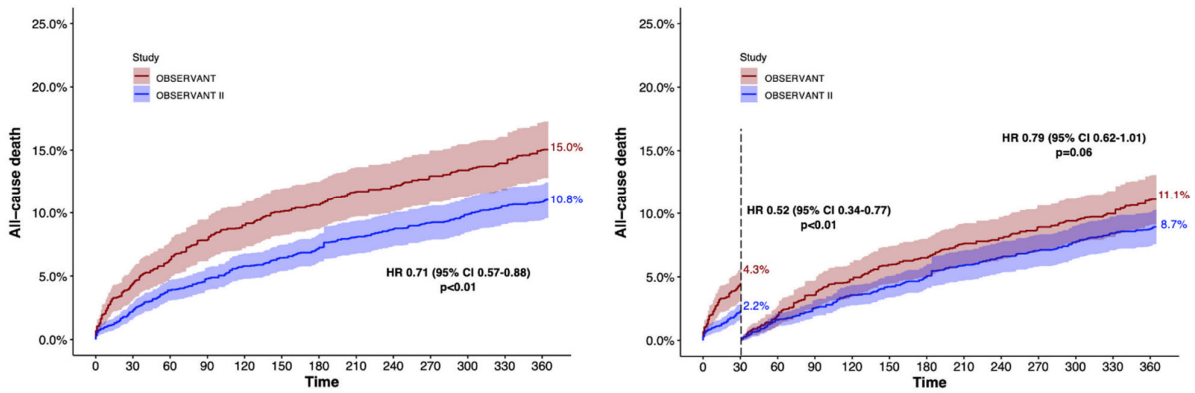 25.0%
20.0%
15.0%
10.0%
5.0%
0.0%
All−cause death
Study
OBSERVANT
OBSERVANT II
15.0%
10.8%
HR 0.71 (95% CI 0.57-0.88)
p<0.01
0 30 60 90 120 150 180 210 240 270 300 330 360
Time
25.0%
20.0%
15.0%
10.0%
5.0%
0.0%
All−cause death
Study
OBSERVANT
OBSERVANT II
HR 0.79 (95% CI 0.62-1.01)
p=0.06
HR 0.52 (95% CI 0.34-0.77)
p<0.01
11.1%
8.7%
4.3%
2.2%
0 30 60 90 120 150 180 210 240 270 300 330 360
Time